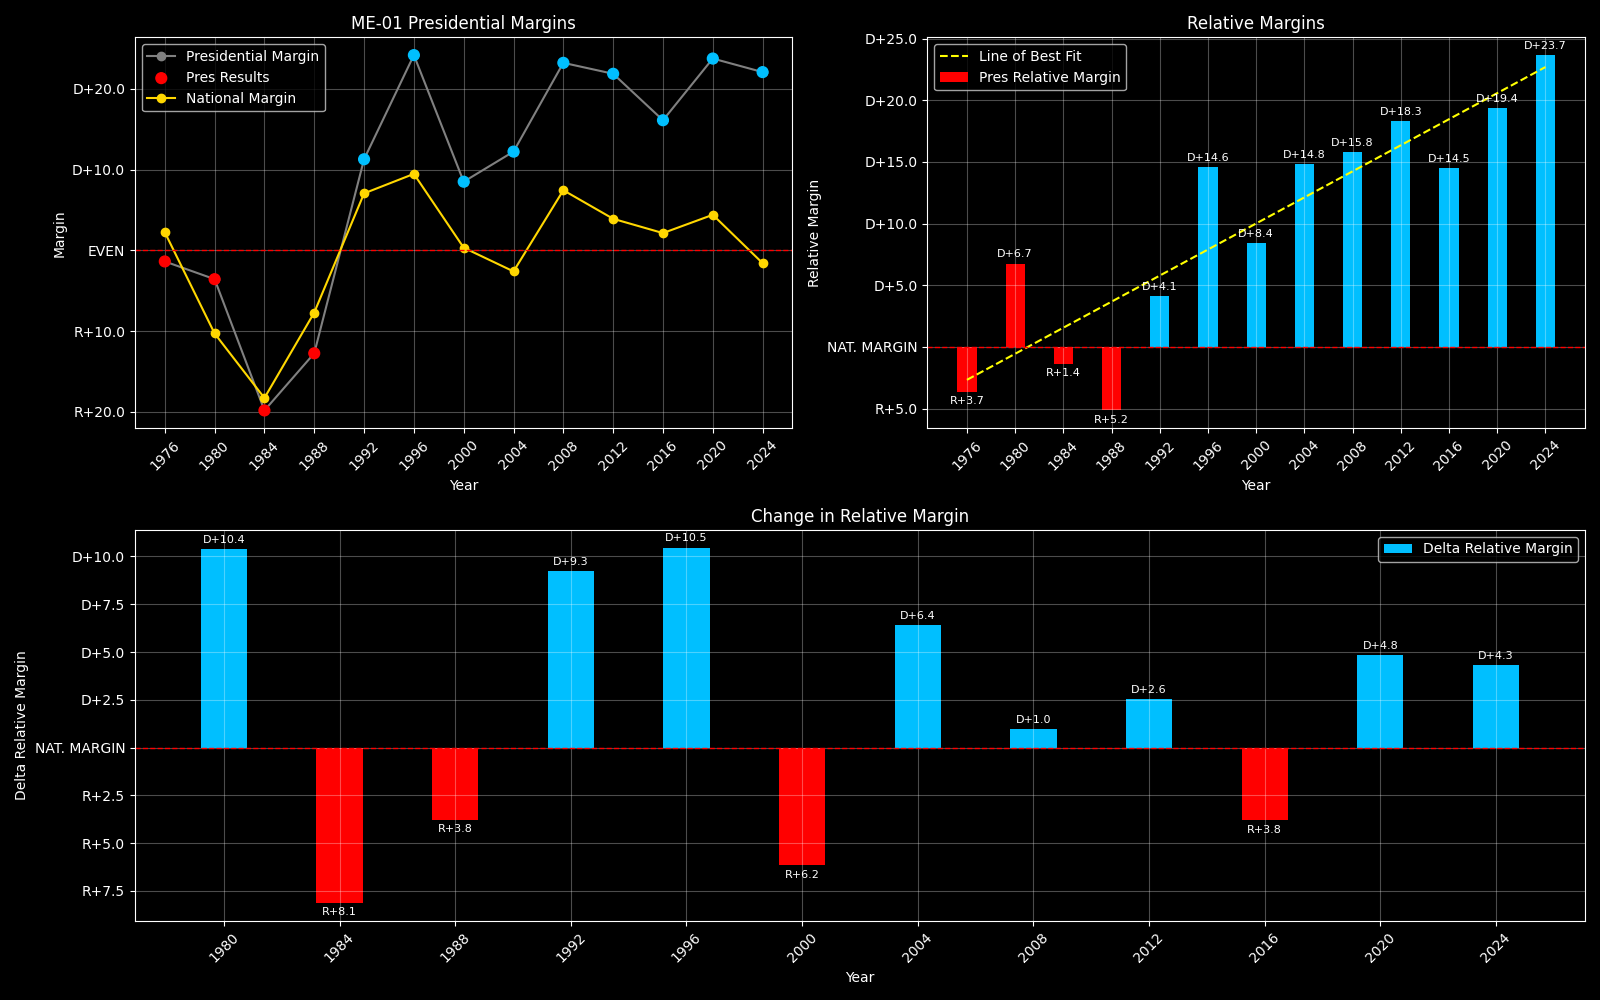 ME-01 Presidential Margins
Presidential Margin
Pres Results
National Margin
Margin
D+20.0
D+10.0
EVEN
R+10.0
R+20.0
1976
1980
1984
1988
1992
1996
2000
2004
2008
2012
2016
2020
2024
Year
Relative Margins
Line of Best Fit
Pres Relative Margin
Relative Margin
D+25.0
D+20.0
D+15.0
D+10.0
D+5.0
NAT. MARGIN
R+5.0
R+3.7
D+6.7
R+1.4
R+5.2
D+4.1
D+14.6
D+8.4
D+14.8
D+15.8
D+18.3
D+14.5
D+19.4
D+23.7
1976
1980
1984
1988
1992
1996
2000
2004
2008
2012
2016
2020
2024
Year
Change in Relative Margin
Delta Relative Margin
Delta Relative Margin
D+10.0
D+7.5
D+5.0
D+2.5
NAT. MARGIN
R+2.5
R+5.0
R+7.5
D+10.4
R+8.1
R+3.8
D+9.3
D+10.5
R+6.2
D+6.4
D+1.0
D+2.6
R+3.8
D+4.8
D+4.3
1980
1984
1988
1992
1996
2000
2004
2008
2012
2016
2020
2024
Year